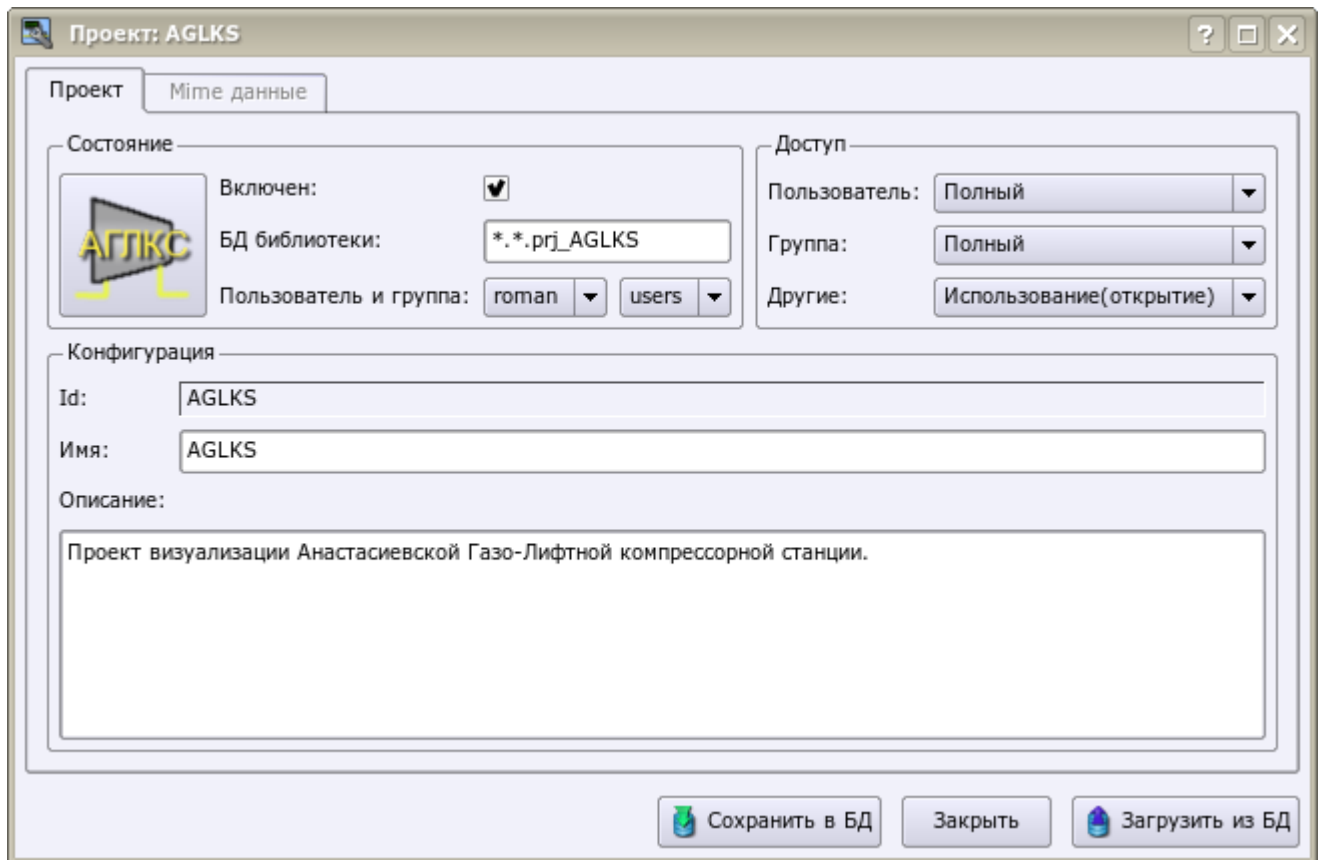 Проект: AGLKS
Проект
Mime данные
Состояние
АГЛКС
Включен:
БД библиотеки:
*.*.prj_AGLKS
Пользователь и группа:
roman
users
Доступ
Пользователь:
Полный
Группа:
Полный
Другие:
Использование(открытие)
Конфигурация
Id:
AGLKS
Имя:
AGLKS
Описание:
Проект визуализации Анастасиевской Газо-Лифтной компрессорной станции.
Сохранить в БД
Закрыть
Загрузить из БД